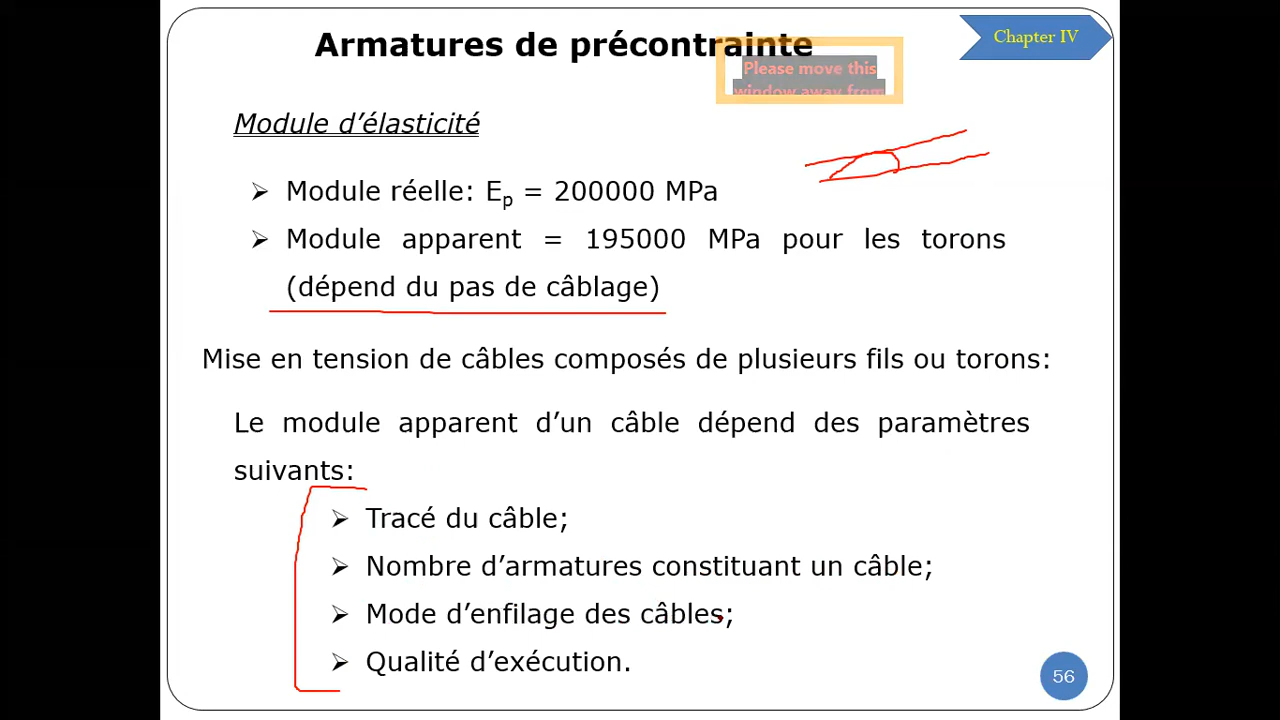 Armatures de précontrainte
Chapter IV
Please move this
window away from
Module d’élasticité
➢ Module réelle: Ep = 200000 MPa
➢ Module apparent = 195000 MPa pour les torons
(dépend du pas de câblage)
Mise en tension de câbles composés de plusieurs fils ou torons:
Le module apparent d’un câble dépend des paramètres
suivants:
➢ Tracé du câble;
➢ Nombre d’armatures constituant un câble;
➢ Mode d’enfilage des câbles;
➢ Qualité d’exécution.
56